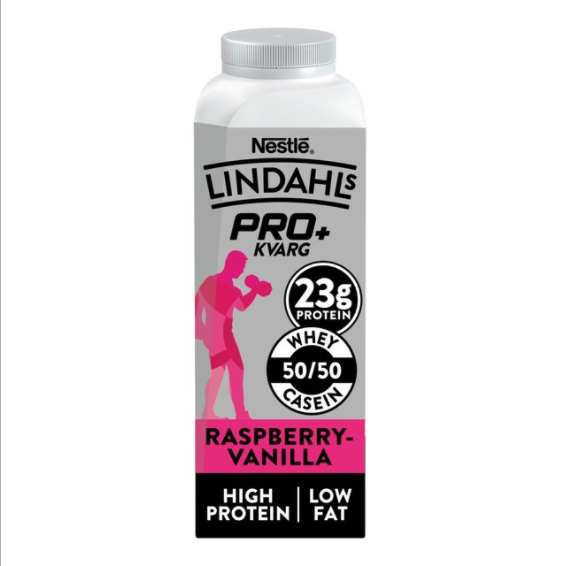 Nestlé®
LINDAHLs
PRO+
KVARG
23g
PROTEIN
WHEY
50/50
CASEIN
RASPBERRY-
VANILLA
HIGH
PROTEIN
LOW
FAT